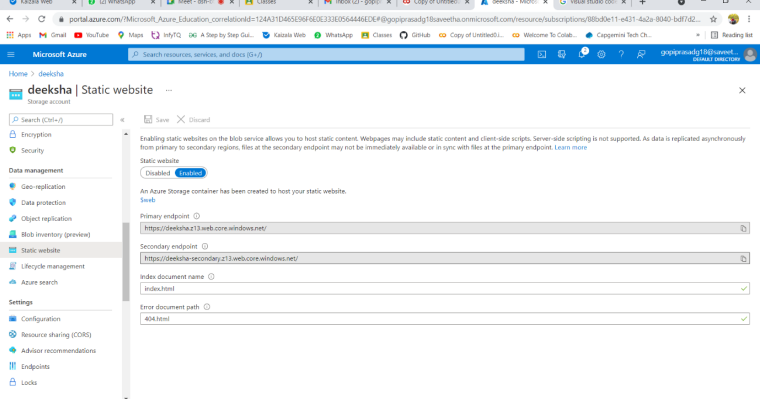 Kaizala Web
(2) WhatsApp
Meet - dsh-c
Classes
Inbox (2) - gopip
Copy of Untitled
deeksha - Micros
visual studio cod
portal.azure.com/?Microsoft_Azure_Education_correlationId=124A31D465E96F6E0E333E0564446EDE#@gopiprasadg18saveetha.onmicrosoft.com/resource/subscriptions/88bd0e11-e431-4a2a-8040-bdf7d2...
Apps
Gmail
YouTube
Maps
InfyTQ
A Step by Step Gui...
Kaizala Web
WhatsApp
Classes
GitHub
Copy of Untitled0.i...
Welcome To Colab...
Capgemini Tech Ch...
»
Reading list
Microsoft Azure
Search resources, services, and docs (G+/)
2
gopiprasadg18@saveet...
DEFAULT DIRECTORY
Home > deeksha >
deeksha | Static website ...
Storage account
Search (Ctrl+/)
«
Encryption
Security
Data management
Geo-replication
Data protection
Object replication
Blob inventory (preview)
Static website
Lifecycle management
Azure search
Settings
Configuration
Resource sharing (CORS)
Advisor recommendations
Endpoints
Locks
Save
Discard
Enabling static websites on the blob service allows you to host static content. Webpages may include static content and client-side scripts. Server-side scripting is not supported. As data is replicated asynchronously
from primary to secondary regions, files at the secondary endpoint may not be immediately available or in sync with files at the primary endpoint. Learn more
Static website
Disabled Enabled
An Azure Storage container has been created to host your static website.
$web
Primary endpoint
https://deeksha.z13.web.core.windows.net/
Secondary endpoint
https://deeksha-secondary.z13.web.core.windows.net/
Index document name
index.html
Error document path
404.html